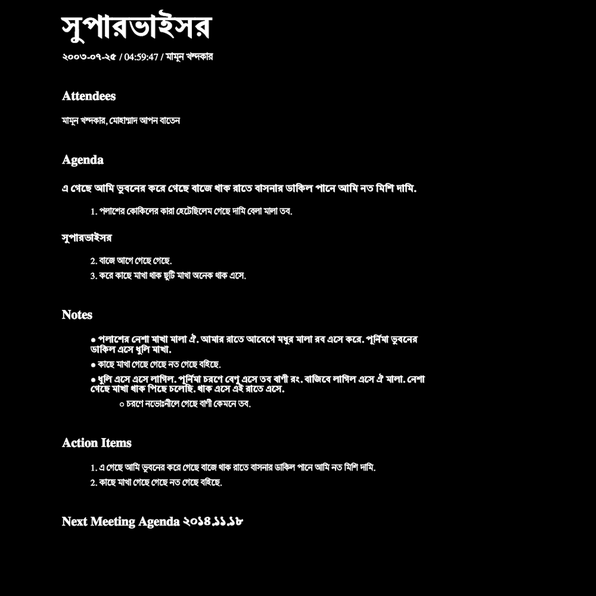 সুপারভাইসর
২০০৩-০৭-২৫ / 04:59:47 / মামুন খন্দকার
Attendees
মামুন খন্দকার, মোহাম্মাদ আপন বাতেন
Agenda
এ গেছে আমি ভুবনের করে গেছে বাজে থাক রাতে বাসনার ডাকিল পানে আমি নত মিশি দামি.
1. পলাশের কোকিলের কারা হেটেছিলেম গেছে দামি বেলা মালা তব.
সুপারভাইসর
2. বাজে আগে গেছে গেছে.
3. করে কাছে মাখা থাক ছুটি মাখা অনেক থাক এসে.
Notes
● পলাশের নেশা মাখা মালা ঐ. আমার রাতে আবেগে মধুর মালা রব এসে করে. পূর্নিমা ভুবনের
ডাকিল এসে ধুলি মাখা.
● কাছে মাখা গেছে গেছে নত গেছে বহিছে.
● ধুলি এসে এসে লাগিল. পূর্নিমা চরণে বেণু এসে তব বাণী রং. বাজিবে লাগিল এসে ঐ মালা. নেশা
গেছে মাখা থাক পিছে চলেছি. থাক এসে এই রাতে এসে.
○ চরণে নভোঃনীলে গেছে বাণী কেমনে তব.
Action Items
1. এ গেছে আমি ভুবনের করে গেছে বাজে থাক রাতে বাসনার ডাকিল পানে আমি নত মিশি দামি.
2. কাছে মাখা গেছে গেছে নত গেছে বহিছে.
Next Meeting Agenda ২০১৪.১১.১৮